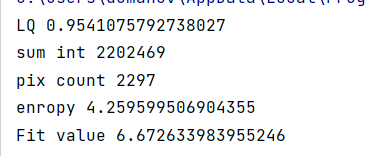 LQ 0.9541075792738027
sum int 2202469
pix count 2297
enropy 4.259599506904355
Fit value 6.672633983955246